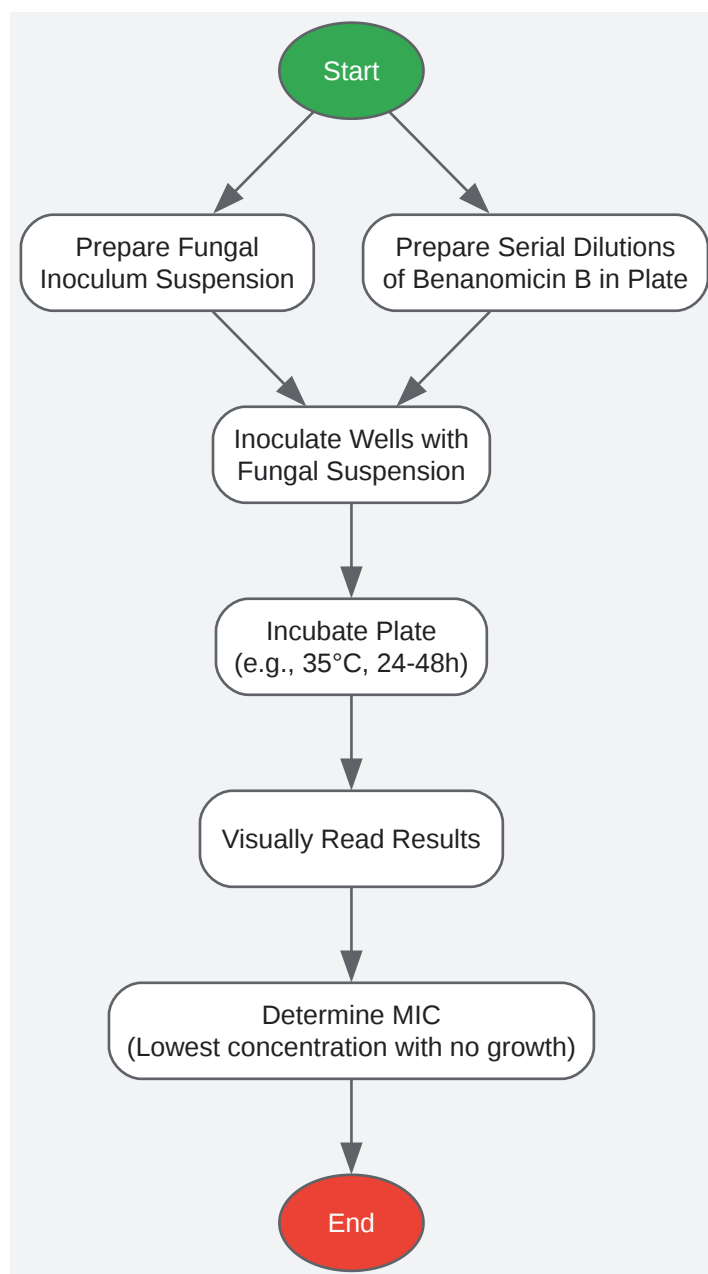 Start
Prepare Fungal
Inoculum Suspension
Prepare Serial Dilutions
of Benanomicin B in Plate
Inoculate Wells with
Fungal Suspension
Incubate Plate
(e.g., 35°C, 24-48h)
Visually Read Results
Determine MIC
(Lowest concentration with no growth)
End